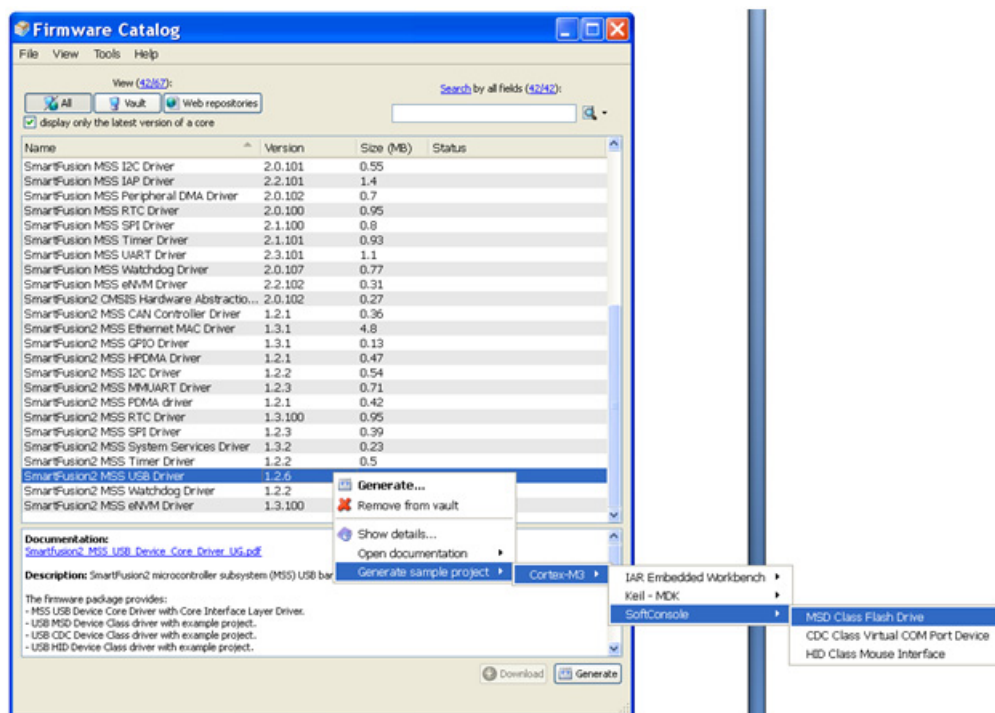 Firmware Catalog
File View Tools Help
View (42/67):
All Vault Web repositories
Search by all fields (42/42):
display only the latest version of a core
Name Version Size (MB) Status
SmartFusion MSS I2C Driver 2.0.101 0.55
SmartFusion MSS IAP Driver 2.2.101 1.4
SmartFusion MSS Peripheral DMA Driver 2.0.102 0.7
SmartFusion MSS RTC Driver 2.0.100 0.95
SmartFusion MSS SPI Driver 2.1.100 0.8
SmartFusion MSS Timer Driver 2.1.101 0.93
SmartFusion MSS UART Driver 2.3.101 1.1
SmartFusion MSS Watchdog Driver 2.0.107 0.77
SmartFusion MSS eNVM Driver 2.2.102 0.31
SmartFusion2 CMSIS Hardware Abstractio... 2.0.102 0.27
SmartFusion2 MSS CAN Controller Driver 1.2.1 0.36
SmartFusion2 MSS Ethernet MAC Driver 1.3.1 4.8
SmartFusion2 MSS GPIO Driver 1.3.1 0.13
SmartFusion2 MSS HPDMA Driver 1.2.1 0.47
SmartFusion2 MSS I2C Driver 1.2.2 0.54
SmartFusion2 MSS MMUART Driver 1.2.3 0.71
SmartFusion2 MSS PDMA driver 1.2.1 0.42
SmartFusion2 MSS RTC Driver 1.3.100 0.95
SmartFusion2 MSS SPI Driver 1.2.3 0.39
SmartFusion2 MSS System Services Driver 1.3.2 0.23
SmartFusion2 MSS Timer Driver 1.2.2 0.5
SmartFusion2 MSS USB Driver 1.2.6
SmartFusion2 MSS Watchdog Driver 1.2.2
SmartFusion2 MSS eNVM Driver 1.3.100
Generate...
Remove from vault
Show details...
Open documentation
Generate sample project
Cortex-M3
IAR Embedded Workbench
Keil - MDK
SoftConsole
MSD Class Flash Drive
CDC Class Virtual COM Port Device
HID Class Mouse Interface
Documentation:
Smartfusion2_MSS_USB_Device_Core_Driver_UG.pdf
Description: SmartFusion2 microcontroller subsystem (MSS) USB bar
The firmware package provides:
- MSS USB Device Core Driver with Core Interface Layer Driver.
- USB MSD Device Class driver with example project.
- USB CDC Device Class driver with example project.
- USB HID Device Class driver with example project.
Download Generate